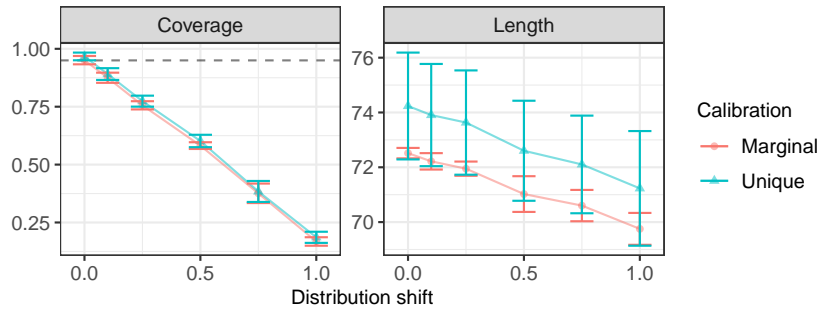 Coverage
Length
1.00
0.75
0.50
0.25
76
74
72
70
0.0
0.5
1.0
0.0
0.5
1.0
Distribution shift
Calibration
Marginal
Unique